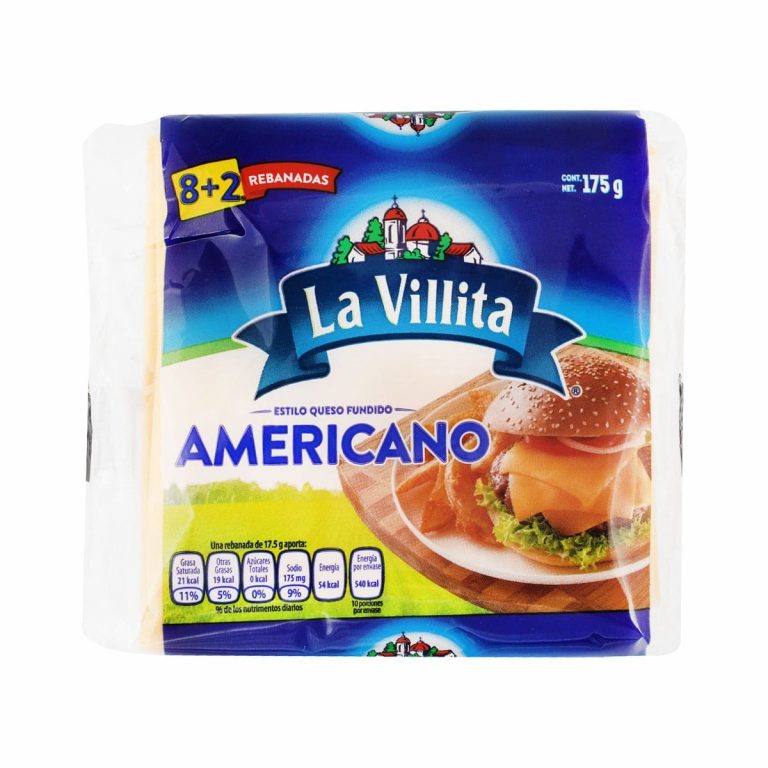 8+2 REBANADAS
CONT. NET. 175 g
La Villita
®
ESTILO QUESO FUNDIDO
AMERICANO
Una rebanada de 17.5 g aporta:
Grasa Saturada 21 kcal 11%
Otras Grasas 19 kcal 5%
Azúcares Totales 0 kcal 0%
Sodio 175 mg 9%
Energía 54 kcal
Energía por envase 540 kcal
% de los nutrimentos diarios
10 porciones por envase